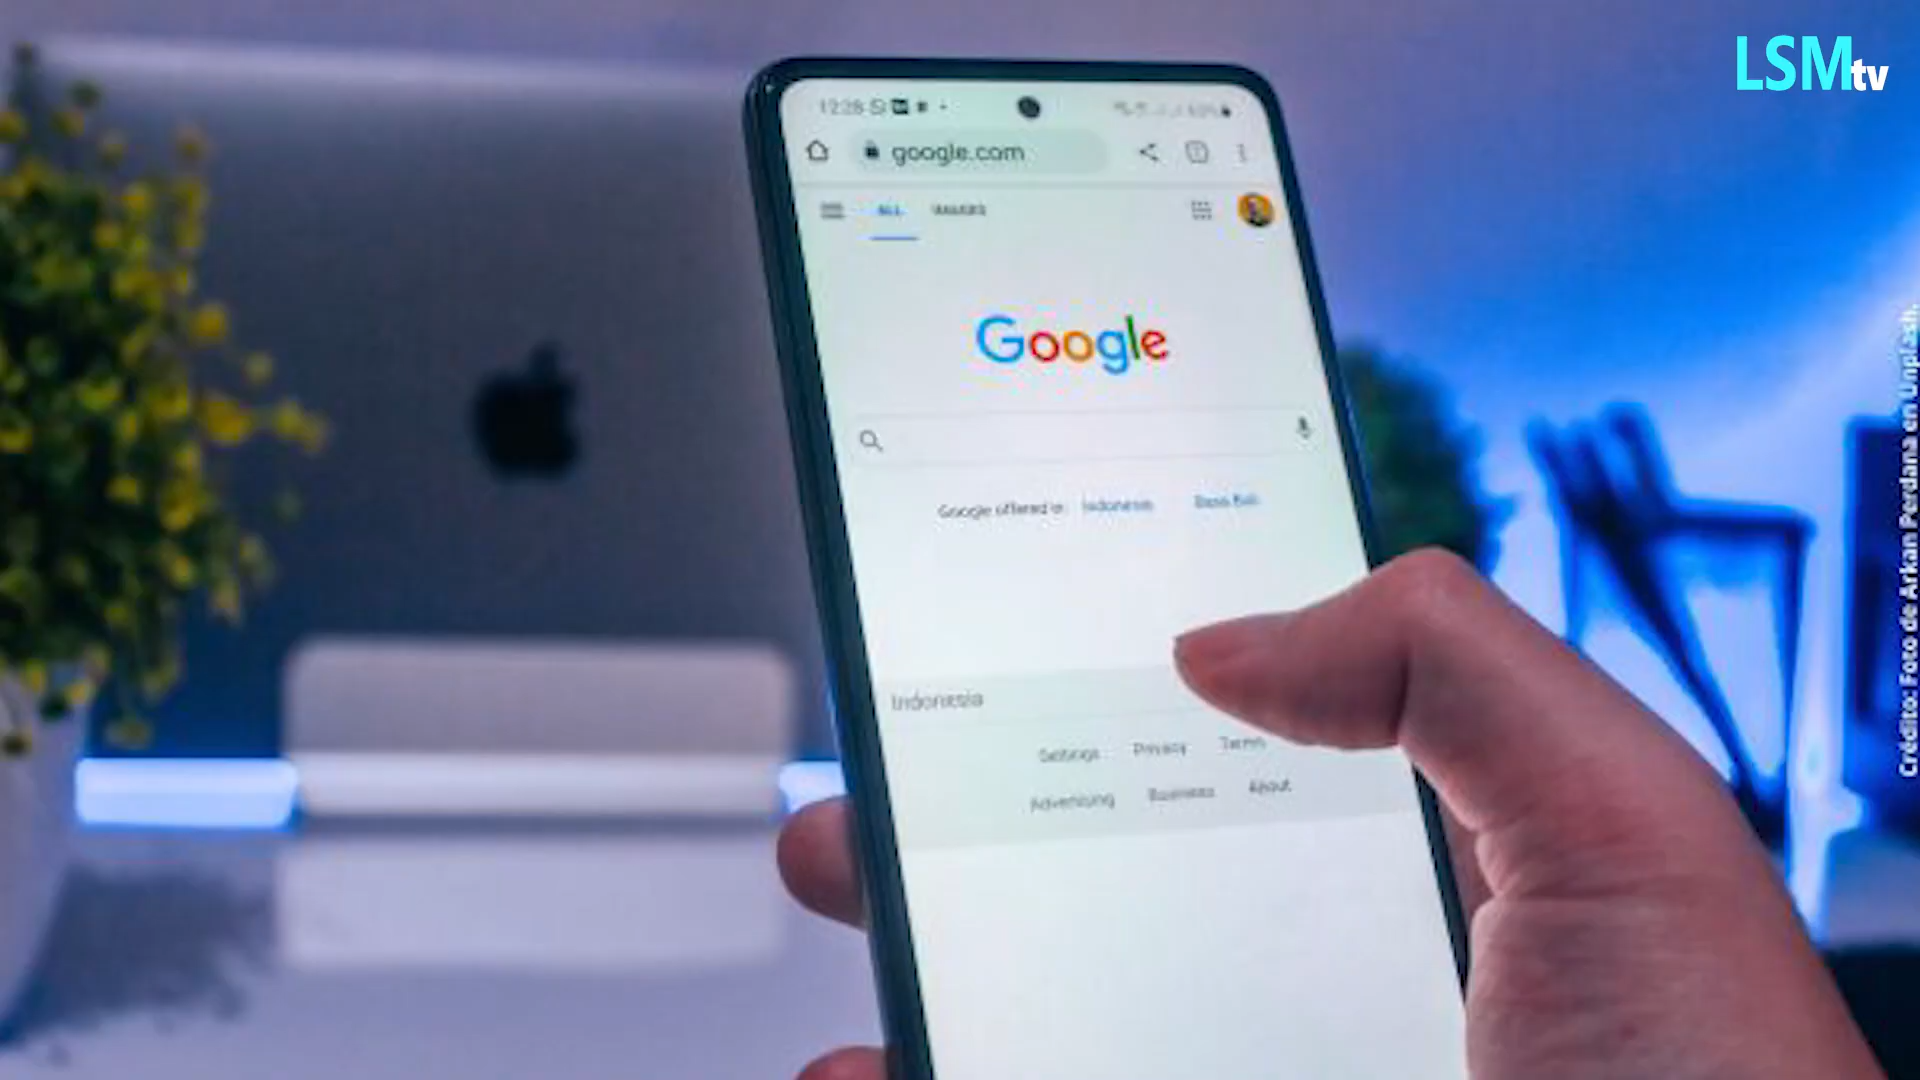 LSMtv
12:28
google.com
ALL IMAGES
Google
Google offered in: Indonesia Basa Bali
Indonesia
Settings Privacy Terms
Advertising Business About
Crédito: Foto de Arkan Perdana en Unplash.